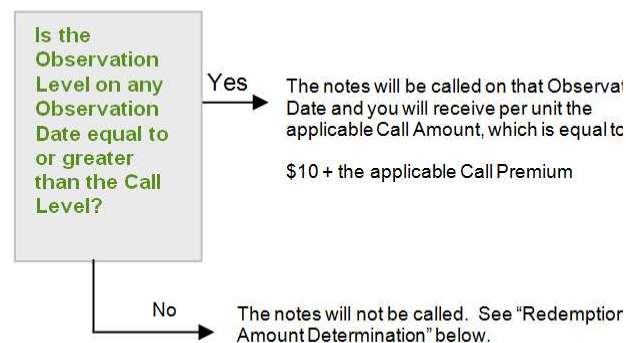 Is the
Observation
Level on any
Observation
Date equal to
or greater
than the Call
Level?
Yes
The notes will be called on that
Date and you will receive per unit the
applicable Call Amount, which is equal to
$10 + the applicable Call Premium
No
The notes will not be called. See “Redemption
Amount Determination” below.